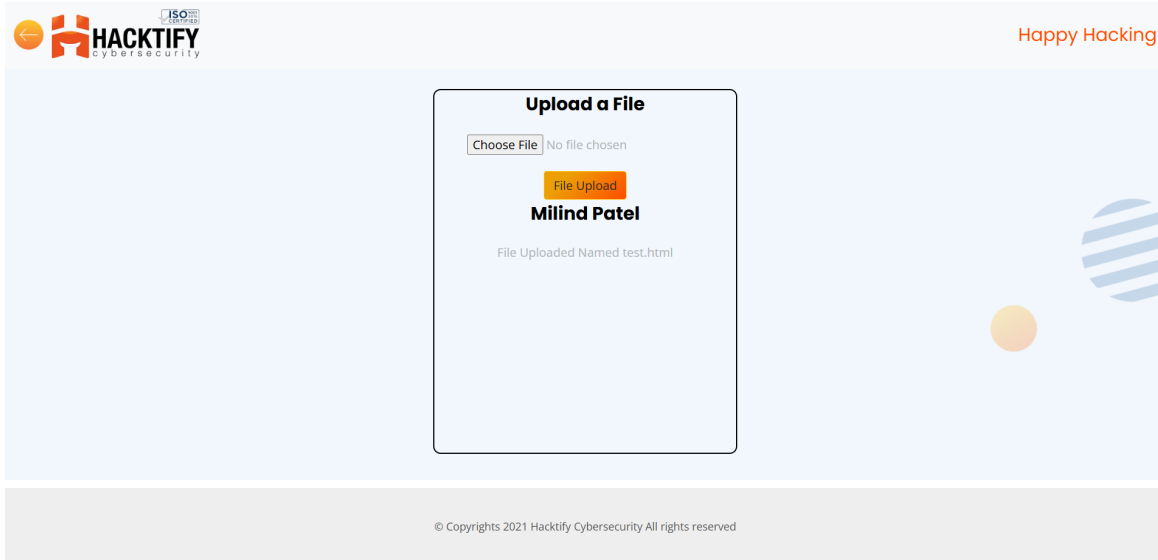 ISO
CERTIFIED
HACKTIFY
cybersecurity
Happy Hacking
Upload a File
Choose File No file chosen
File Upload
Milind Patel
File Uploaded Named test.html
© Copyrights 2021 Hacktify Cybersecurity All rights reserved